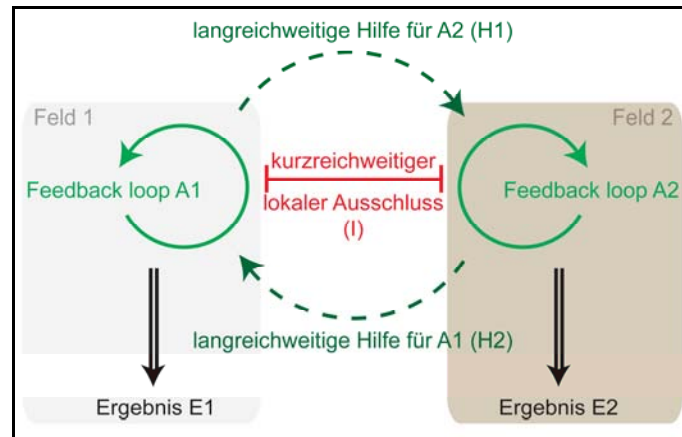 langreichweitige Hilfe für A2 (H1)
Feld 1
Feld 2
kurzreichweitiger
Feedback loop A1
Feedback loop A2
lokaler Ausschluss
(I)
langreichweitige Hilfe für A1 (H2)
Ergebnis E1
Ergebnis E2